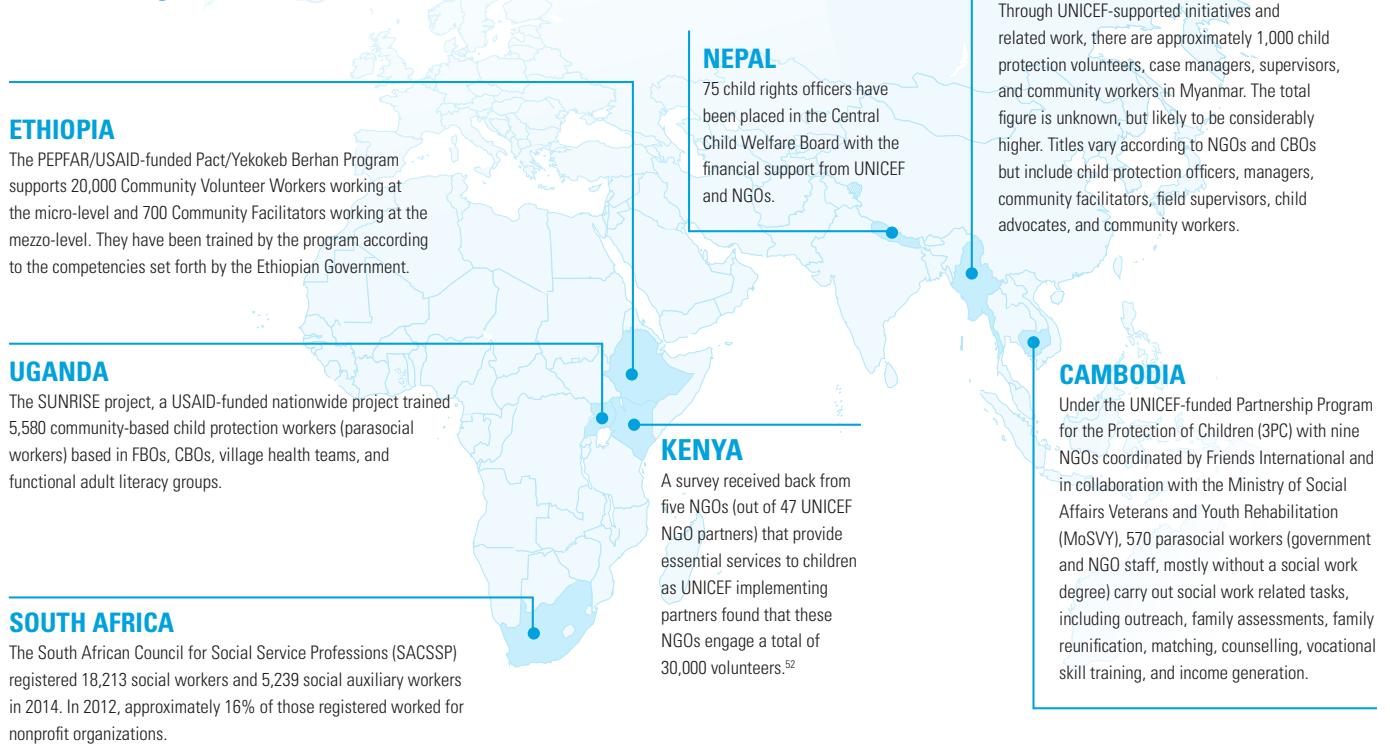 ETHIOPIA
The PEPFAR/USAID-funded Pact/Yekokeb Berhan Program
supports 20,000 Community Volunteer Workers working at
the micro-level and 700 Community Facilitators working at the
mezzo-level. They have been trained by the program according
to the competencies set forth by the Ethiopian Government.
UGANDA
The SUNRISE project, a USAID-funded nationwide project trained
5,580 community-based child protection workers (parasocial
workers) based in FBOs, CBOs, village health teams, and
functional adult literacy groups.
SOUTH AFRICA
The South African Council for Social Service Professions (SACSSP)
registered 18,213 social workers and 5,239 social auxiliary workers
in 2014. In 2012, approximately 16% of those registered worked for
nonprofit organizations.
NEPAL
75 child rights officers have
been placed in the Central
Child Welfare Board with the
financial support from UNICEF
and NGOs.
KENYA
A survey received back from
five NGOs (out of 47 UNICEF
NGO partners) that provide
essential services to children
as UNICEF implementing
partners found that these
NGOs engage a total of
30,000 volunteers.52
Through UNICEF-supported initiatives and
related work, there are approximately 1,000 child
protection volunteers, case managers, supervisors,
and community workers in Myanmar. The total
figure is unknown, but likely to be considerably
higher. Titles vary according to NGOs and CBOs
but include child protection officers, managers,
community facilitators, field supervisors, child
advocates, and community workers.
CAMBODIA
Under the UNICEF-funded Partnership Program
for the Protection of Children (3PC) with nine
NGOs coordinated by Friends International and
in collaboration with the Ministry of Social
Affairs Veterans and Youth Rehabilitation
(MoSVY), 570 parasocial workers (government
and NGO staff, mostly without a social work
degree) carry out social work related tasks,
including outreach, family assessments, family
reunification, matching, counselling, vocational
skill training, and income generation.